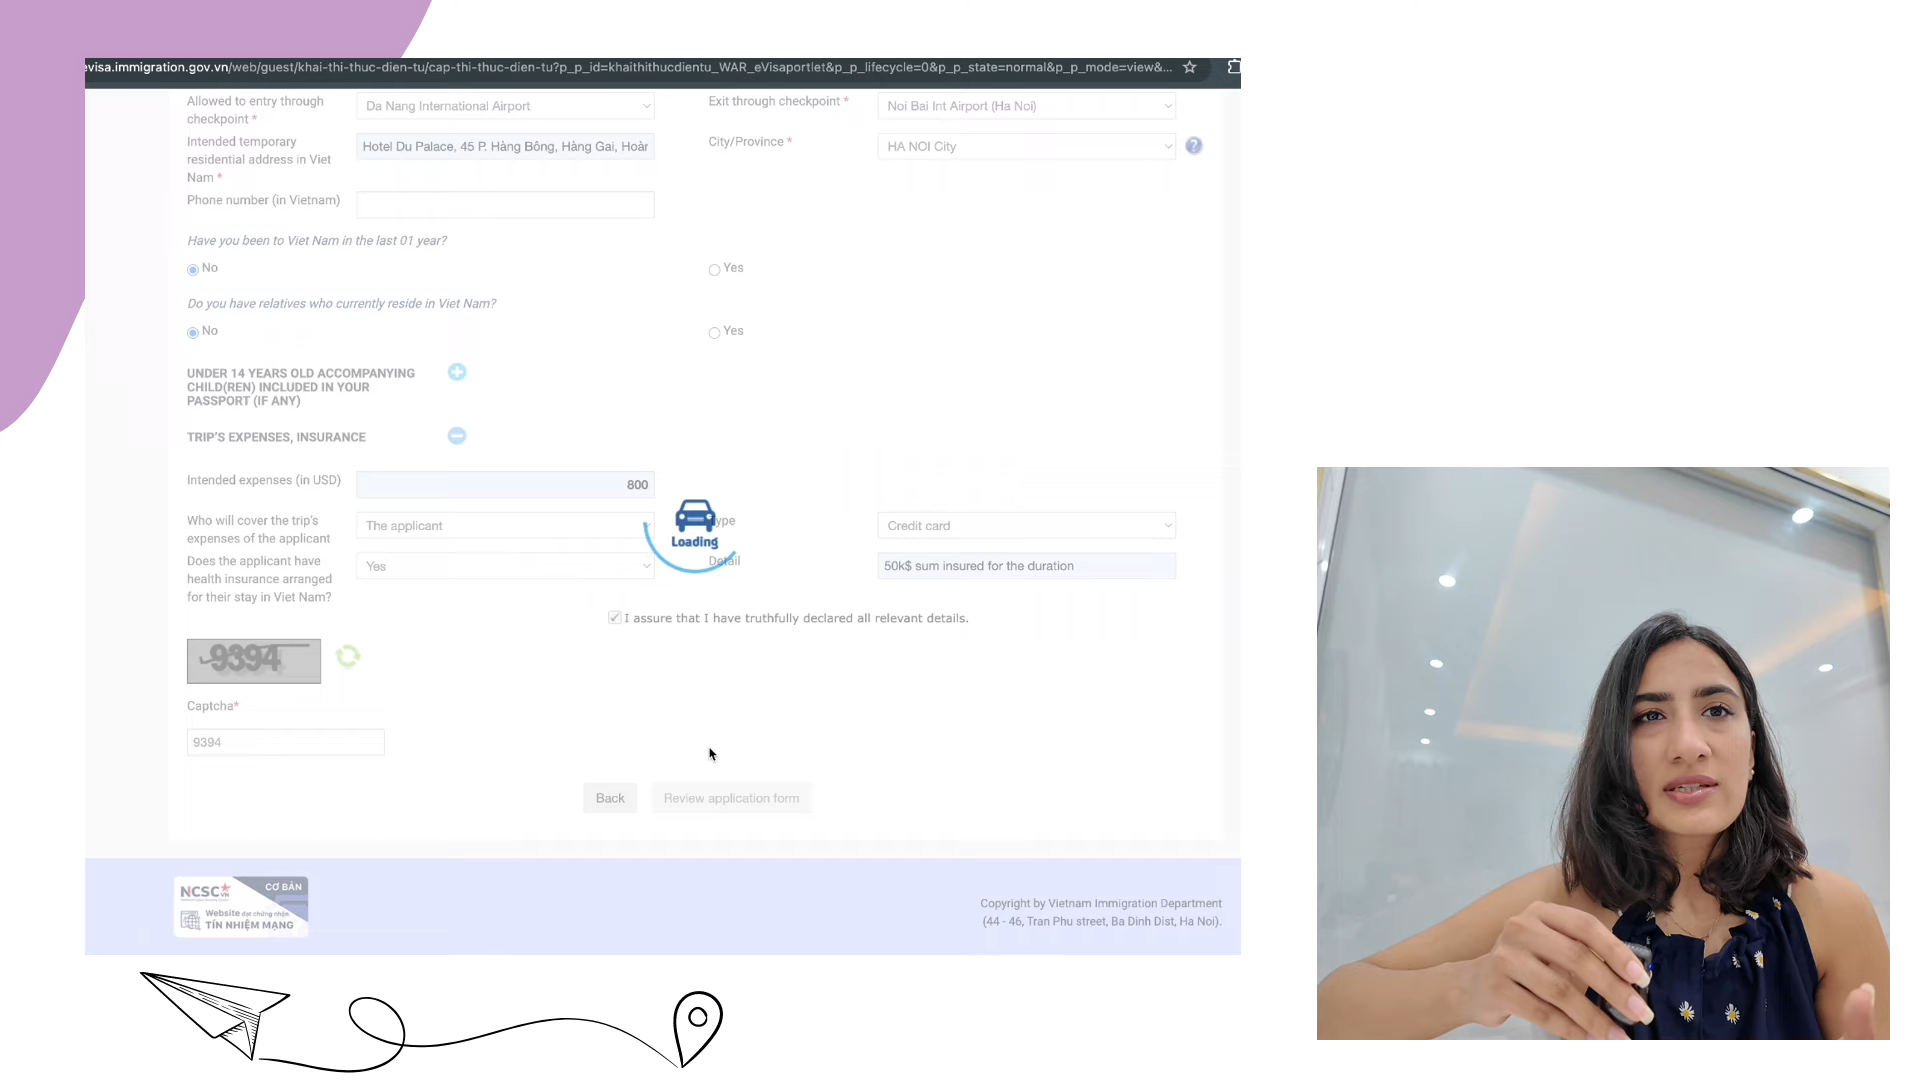 evisa.immigration.gov.vn/web/guest/khai-thi-thuc-dien-tu/cap-thi-thuc-dien-tu?p_p_id=khaithithucdientu_WAR_eVisaportlet&p_p_lifecycle=0&p_p_state=normal&p_p_mode=view&...
Allowed to entry through checkpoint * Da Nang International Airport Exit through checkpoint * Noi Bai Int Airport (Ha Noi)
Intended temporary residential address in Viet Nam * Hotel Du Palace, 45 P. Hàng Bông, Hàng Gai, Hoàr City/Province * HA NOI City ?
Phone number (in Vietnam)
Have you been to Viet Nam in the last 01 year?
No Yes
Do you have relatives who currently reside in Viet Nam?
No Yes
UNDER 14 YEARS OLD ACCOMPANYING
CHILD(REN) INCLUDED IN YOUR
PASSPORT (IF ANY)
TRIP'S EXPENSES, INSURANCE
Intended expenses (in USD) 800
Who will cover the trip's expenses of the applicant The applicant Type Credit card
Loading
Does the applicant have health insurance arranged for their stay in Viet Nam? Yes Detail 50k$ sum insured for the duration
I assure that I have truthfully declared all relevant details.
9394
Captcha*
9394
Back Review application form
NCSC.VN CƠ BẢN
Website đạt chứng nhận
TÍN NHIỆM MẠNG
Copyright by Vietnam Immigration Department
(44 - 46, Tran Phu street, Ba Dinh Dist, Ha Noi).